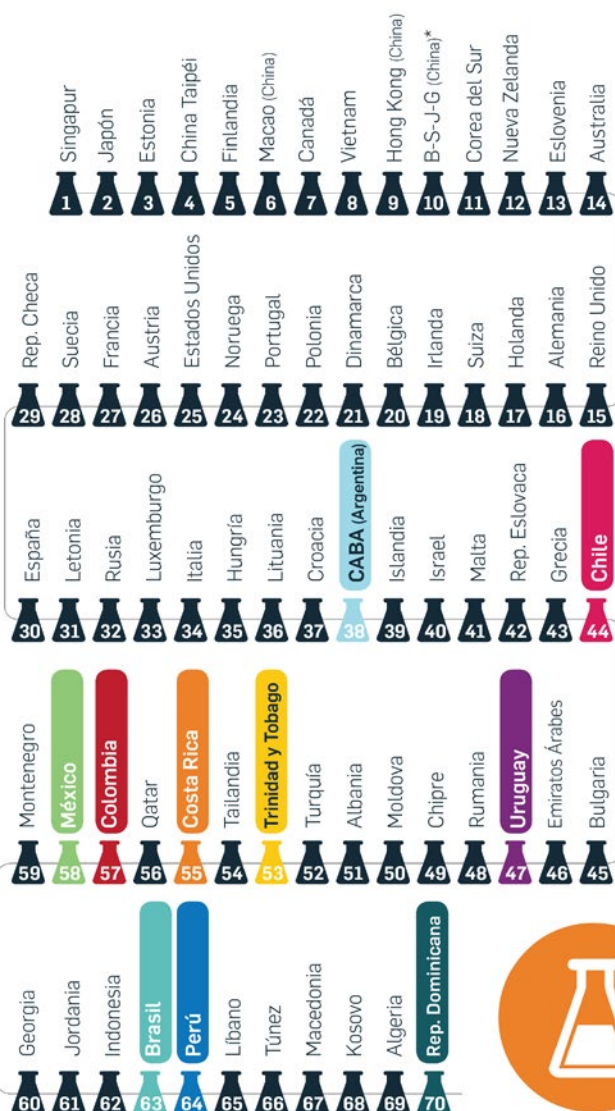 1 Singapur
2 Japón
3 Estonia
4 China Taipéi
5 Finlandia
6 Macao (China)
7 Canadá
8 Vietnam
9 Hong Kong (China)
10 B-S-J-G (China)*
11 Corea del Sur
12 Nueva Zelanda
13 Eslovenia
14 Australia
15 Reino Unido
16 Alemania
17 Holanda
18 Suiza
19 Irlanda
20 Bélgica
21 Dinamarca
22 Polonia
23 Portugal
24 Noruega
25 Estados Unidos
26 Austria
27 Francia
28 Suecia
29 Rep. Checa
30 España
31 Letonia
32 Rusia
33 Luxemburgo
34 Italia
35 Hungría
36 Lituania
37 Croacia
38 CABA (Argentina)
39 Islandia
40 Israel
41 Malta
42 Rep. Eslovaca
43 Grecia
44 Chile
45 Bulgaria
46 Emiratos Árabes
47 Uruguay
48 Rumania
49 Chipre
50 Moldova
51 Albania
52 Turquía
53 Trinidad y Tobago
54 Tailandia
55 Costa Rica
56 Qatar
57 Colombia
58 México
59 Montenegro
60 Georgia
61 Jordania
62 Indonesia
63 Brasil
64 Perú
65 Líbano
66 Túnez
67 Macedonia
68 Kosovo
69 Algeria
70 Rep. Dominicana